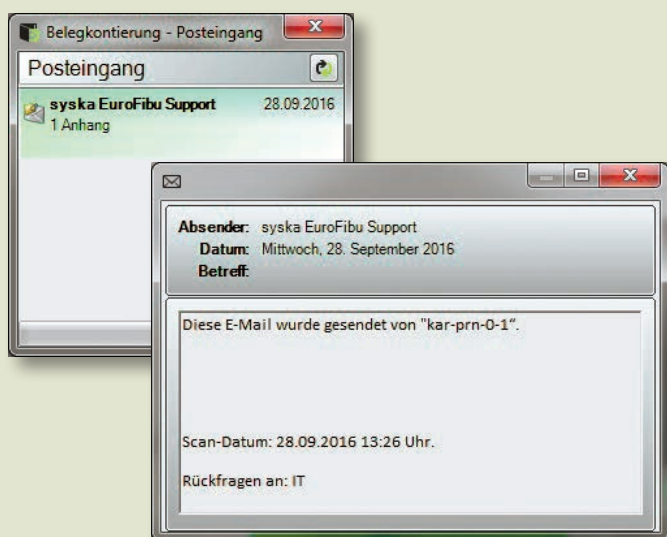 Belegkontierung - Posteingang
Posteingang
syska EuroFibu Support 28.09.2016
1 Anhang
Absender: syska EuroFibu Support
Datum: Mittwoch, 28. September 2016
Betreff:
Diese E-Mail wurde gesendet von "kar-prn-0-1“.
Scan-Datum: 28.09.2016 13:26 Uhr.
Rückfragen an: IT